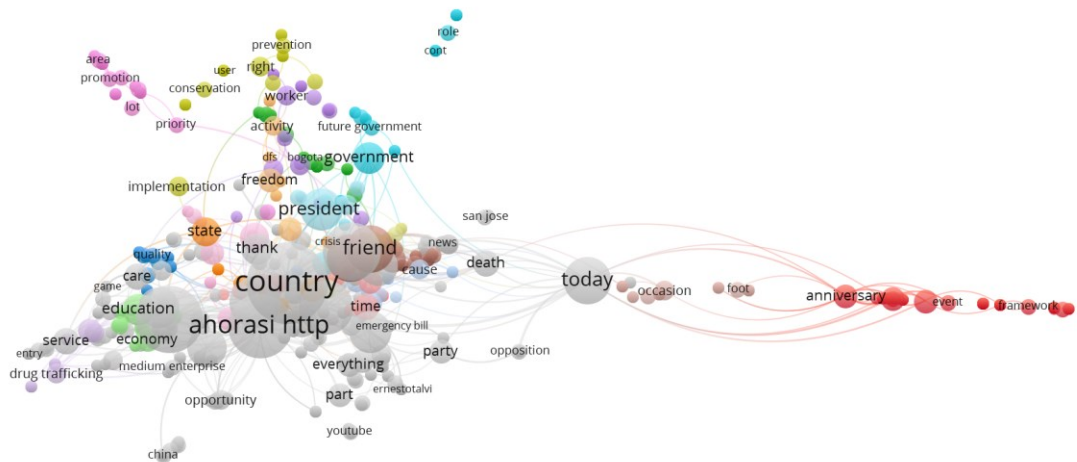 role
cont
prevention
area
right
user
promotion
conservation
worker
lot
priority
activity
future government
dfs
bogota
government
freedom
implementation
president
san jose
state
thank
crisis
friend
news
quality
cause
death
care
country
today
game
occasion
foot
anniversary
event
framework
education
time
ahorasi http
emergency bill
service
economy
entry
party
opposition
drug trafficking
medium enterprise
everything
ernestotalvi
opportunity
part
youtube
china